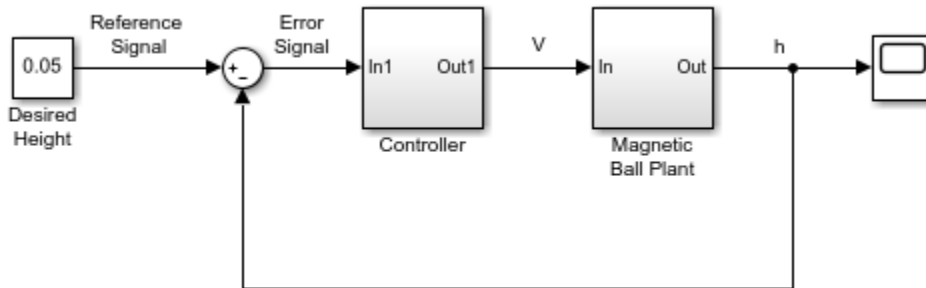 Reference
Signal
Error
Signal
V
h
0.05
+
-
In1
Out1
In
Out
Desired
Height
Controller
Magnetic
Ball Plant